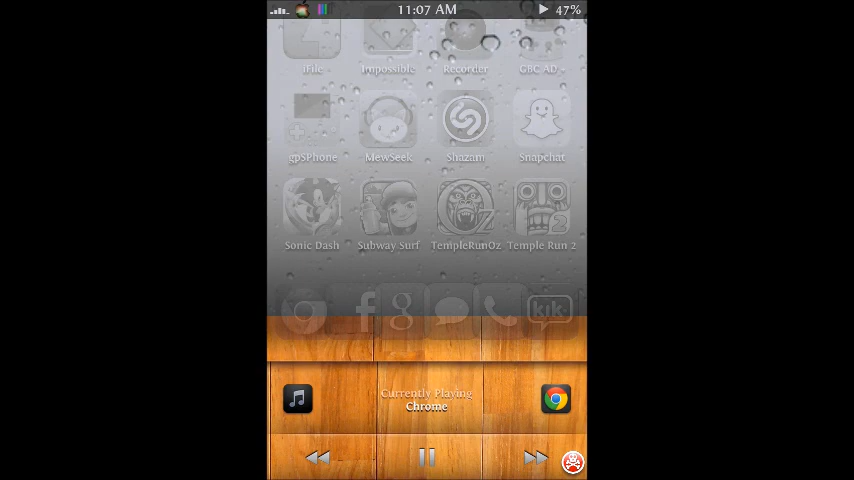 11:07 AM 47%
iFile Impossible Recorder GBC AD
gpSPhone MewSeek Shazam Snapchat
Sonic Dash Subway Surf TempleRunOz Temple Run 2
kik
Currently Playing
Chrome